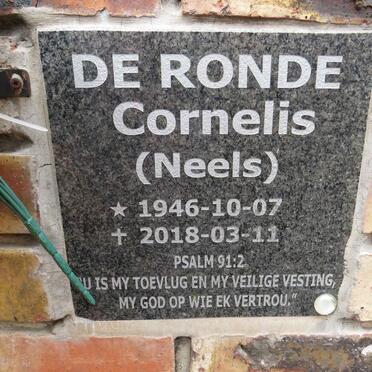 DE RONDE
Cornelis
(Neels)
★ 1946-10-07
✝ 2018-03-11
PSALM 91:2
U IS MY TOEVLUG EN MY VEILIGE VESTING,
MY GOD OP WIE EK VERTROU."